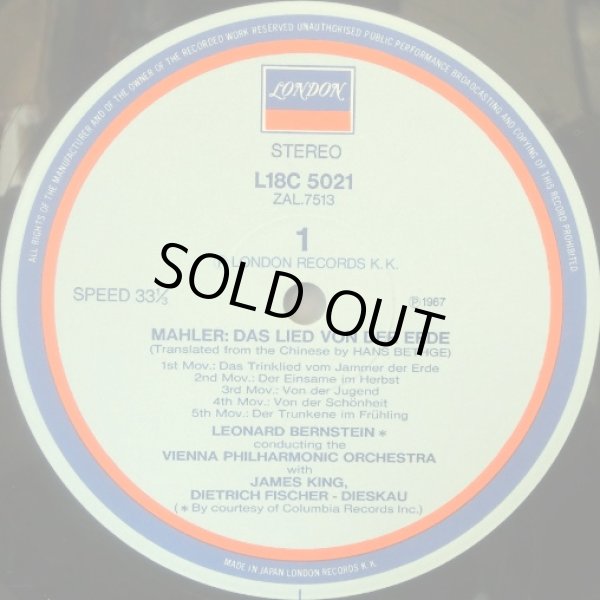 ALL RIGHTS OF THE MANUFACTURER AND OF THE OWNER OF THE RECORDED WORK RESERVED UNAUTHORISED PUBLIC PERFORMANCE, BROADCASTING AND COPYING OF THIS RECORD PROHIBITED.
LONDON
STEREO
L18C 5021
ZAL.7513
1
LONDON RECORDS K.K.
SOLD OUT
SPEED 33⅓
℗ 1967
MAHLER: DAS LIED VON DER ERDE
(Translated from the Chinese by HANS BETHGE)
1st Mov.: Das Trinklied vom Jammer der Erde
2nd Mov.: Der Einsame im Herbst
3rd Mov.: Von der Jugend
4th Mov.: Von der Schönheit
5th Mov.: Der Trunkene im Frühling
LEONARD BERNSTEIN *
conducting the
VIENNA PHILHARMONIC ORCHESTRA
with
JAMES KING,
DIETRICH FISCHER - DIESKAU
( * By courtesy of Columbia Records Inc.)
MADE IN JAPAN LONDON RECORDS K. K.